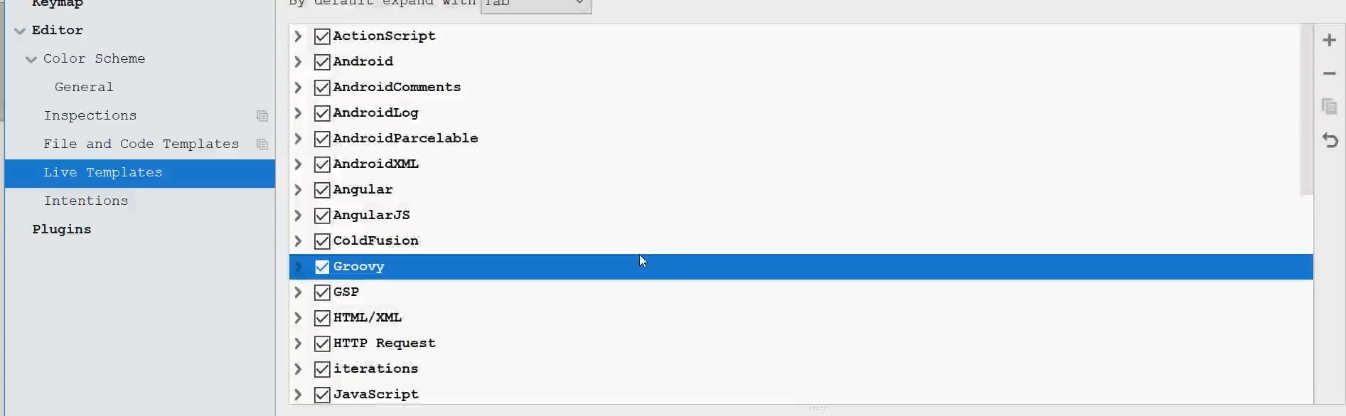 Keymap
Editor
Color Scheme
General
Inspections
File and Code Templates
Live Templates
Intentions
Plugins
By default expand with Tab
ActionScript
Android
AndroidComments
AndroidLog
AndroidParcelable
AndroidXML
Angular
AngularJS
ColdFusion
Groovy
GSP
HTML/XML
HTTP Request
iterations
JavaScript